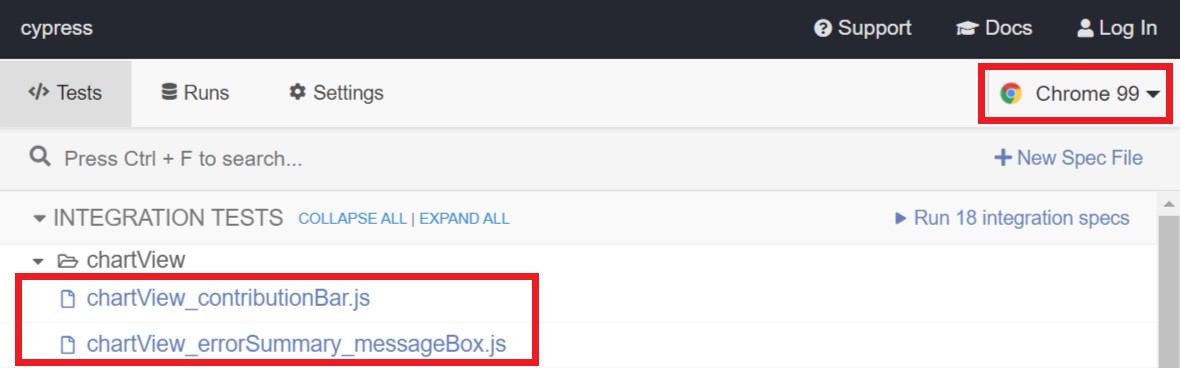 cypress Support Docs Log In
</> Tests Runs Settings Chrome 99
Press Ctrl + F to search... New Spec File
INTEGRATION TESTS COLLAPSE ALL | EXPAND ALL Run 18 integration specs
chartView
chartView_contributionBar.js
chartView_errorSummary_messageBox.js